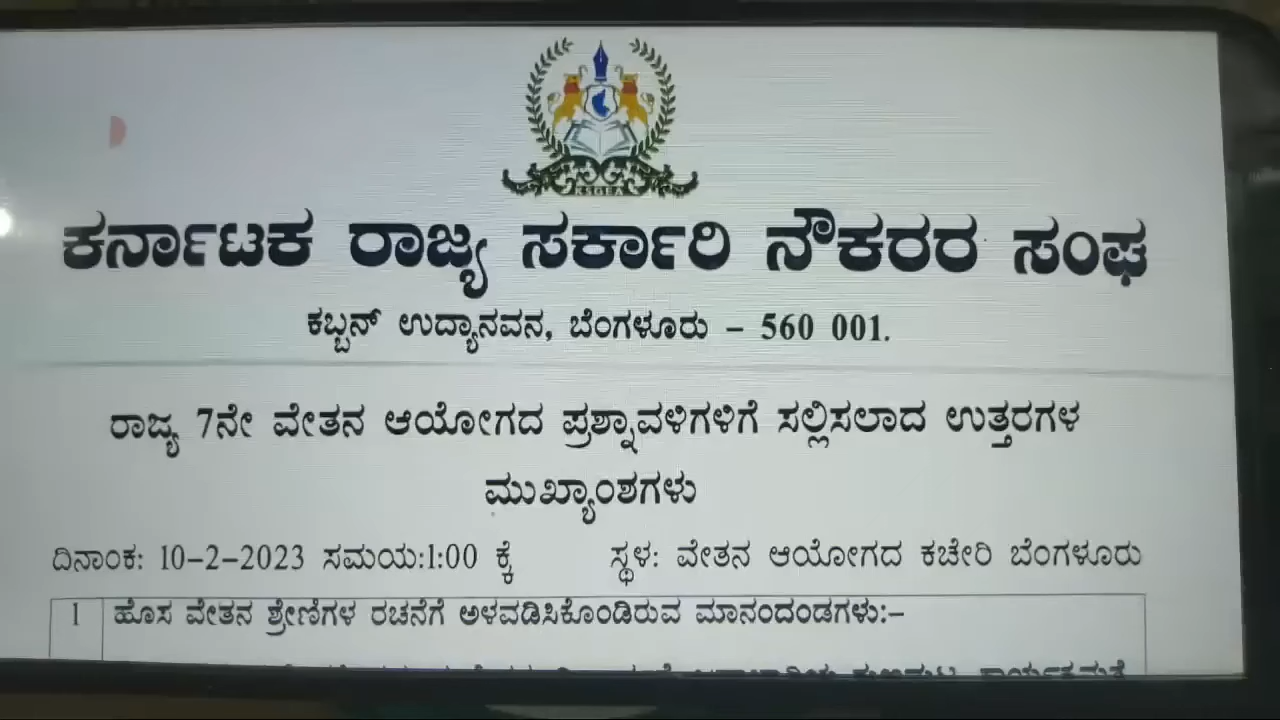 KSGEA
ಕರ್ನಾಟಕ ರಾಜ್ಯ ಸರ್ಕಾರಿ ನೌಕರರ ಸಂಘ
ಕಬ್ಬನ್ ಉದ್ಯಾನವನ, ಬೆಂಗಳೂರು - 560 001.
ರಾಜ್ಯ 7ನೇ ವೇತನ ಆಯೋಗದ ಪ್ರಶ್ನಾವಳಿಗಳಿಗೆ ಸಲ್ಲಿಸಲಾದ ಉತ್ತರಗಳ
ಮುಖ್ಯಾಂಶಗಳು
ದಿನಾಂಕ: 10-2-2023 ಸಮಯ:1:00 ಕ್ಕೆ ಸ್ಥಳ: ವೇತನ ಆಯೋಗದ ಕಚೇರಿ ಬೆಂಗಳೂರು
1 ಹೊಸ ವೇತನ ಶ್ರೇಣಿಗಳ ರಚನೆಗೆ ಅಳವಡಿಸಿಕೊಂಡಿರುವ ಮಾನಂದಂಡಗಳು:-